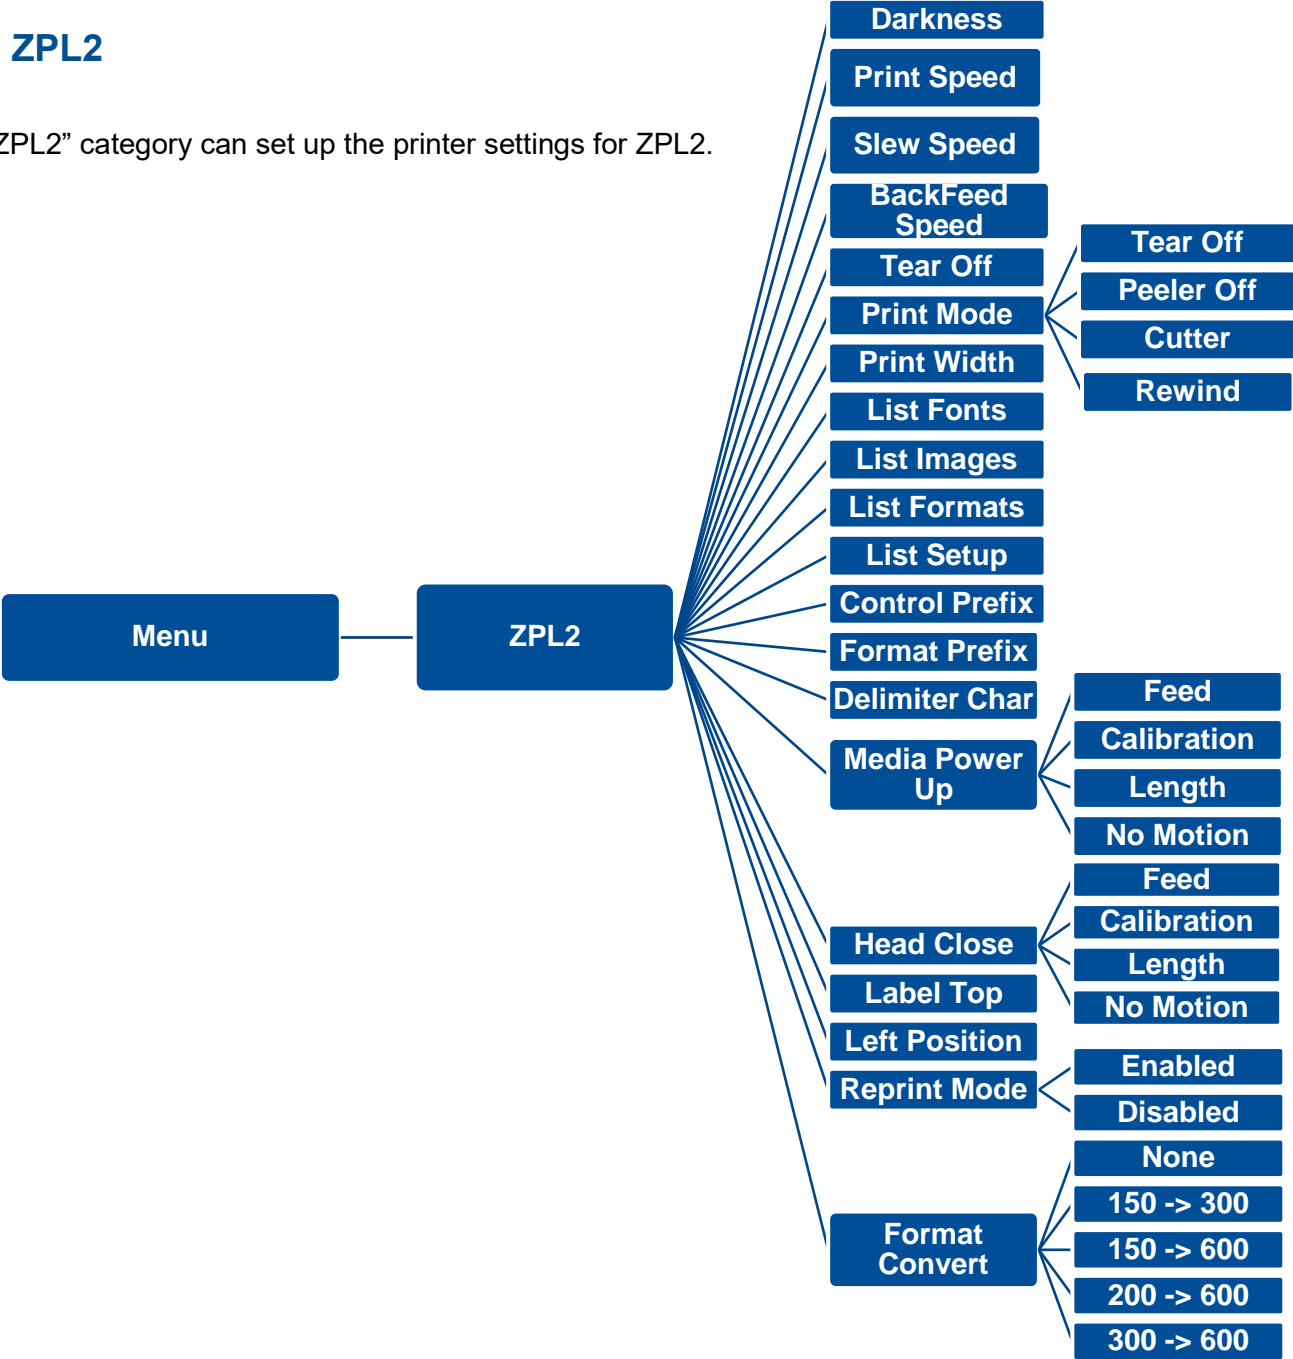 ZPL2
ZPL2” category can set up the printer settings for ZPL2.
Menu
ZPL2
Darkness
Print Speed
Slew Speed
BackFeed
Speed
Tear Off
Print Mode
Tear Off
Peeler Off
Cutter
Rewind
Print Width
List Fonts
List Images
List Formats
List Setup
Control Prefix
Format Prefix
Delimiter Char
Media Power
Up
Feed
Calibration
Length
No Motion
Head Close
Feed
Calibration
Length
No Motion
Label Top
Left Position
Reprint Mode
Enabled
Disabled
Format
Convert
None
150 -> 300
150 -> 600
200 -> 600
300 -> 600